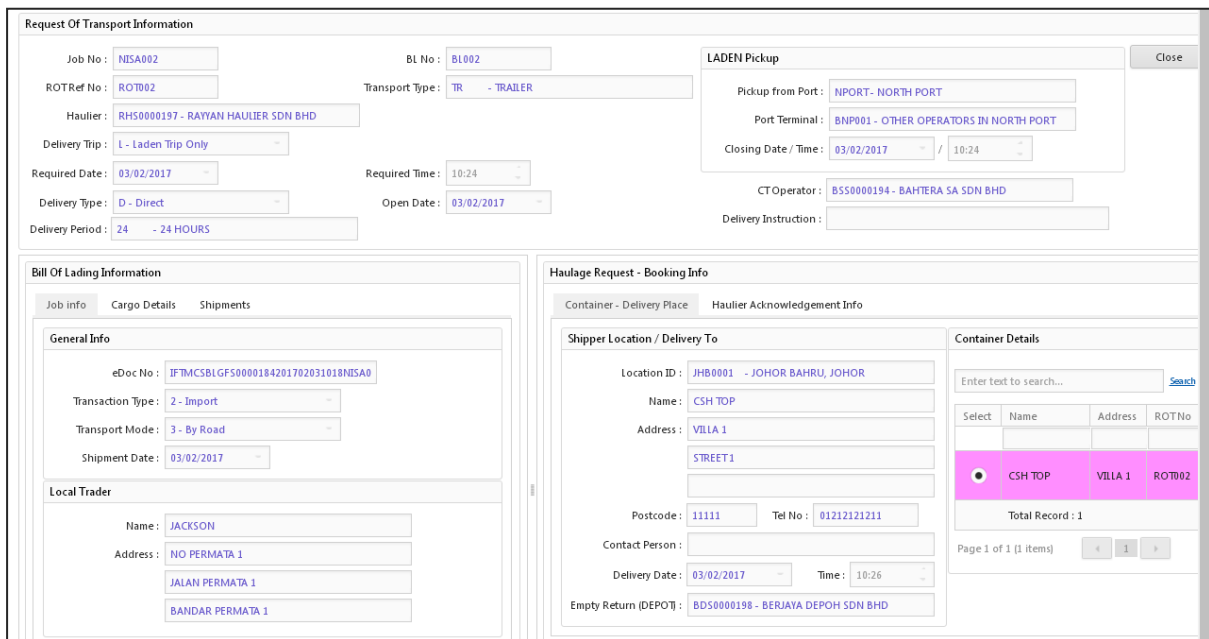 Request Of Transport Information
Job No : NISA002
BL No : BL002
ROT Ref No : ROT002
Transport Type : TR - TRAILER
Haulier : RHS0000197 - RAYYAN HAULIER SDN BHD
Delivery Trip : L - Laden Trip Only
Required Date : 03/02/2017
Required Time : 10:24
Delivery Type : D - Direct
Open Date : 03/02/2017
Delivery Period : 24 - 24 HOURS
LADEN Pickup
Close
Pickup from Port : NPORT- NORTH PORT
Port Terminal : BNP001 - OTHER OPERATORS IN NORTH PORT
Closing Date / Time : 03/02/2017 / 10:24
CT Operator : BSS0000194 - BAHTERA SA SDN BHD
Delivery Instruction :
Bill Of Lading Information
Job info Cargo Details Shipments
General Info
eDoc No : IFTMCSBLGFS0000184201702031018NISA0
Transaction Type : 2 - Import
Transport Mode : 3 - By Road
Shipment Date : 03/02/2017
Local Trader
Name : JACKSON
Address : NO PERMATA 1
JALAN PERMATA 1
BANDAR PERMATA 1
Haulage Request - Booking Info
Container - Delivery Place Haulier Acknowledgement Info
Shipper Location / Delivery To
Location ID : JHB0001 - JOHOR BAHRU, JOHOR
Name : CSH TOP
Address : VILLA 1
STREET1
Postcode : 11111 Tel No : 01212121211
Contact Person :
Delivery Date : 03/02/2017 Time : 10:26
Empty Return (DEPOT) : BDS0000198 - BERJAYA DEPOH SDN BHD
Container Details
Enter text to search... Search
Select Name Address ROT No
CSH TOP VILLA 1 ROT002
Total Record : 1
Page 1 of 1 (1 items) 1